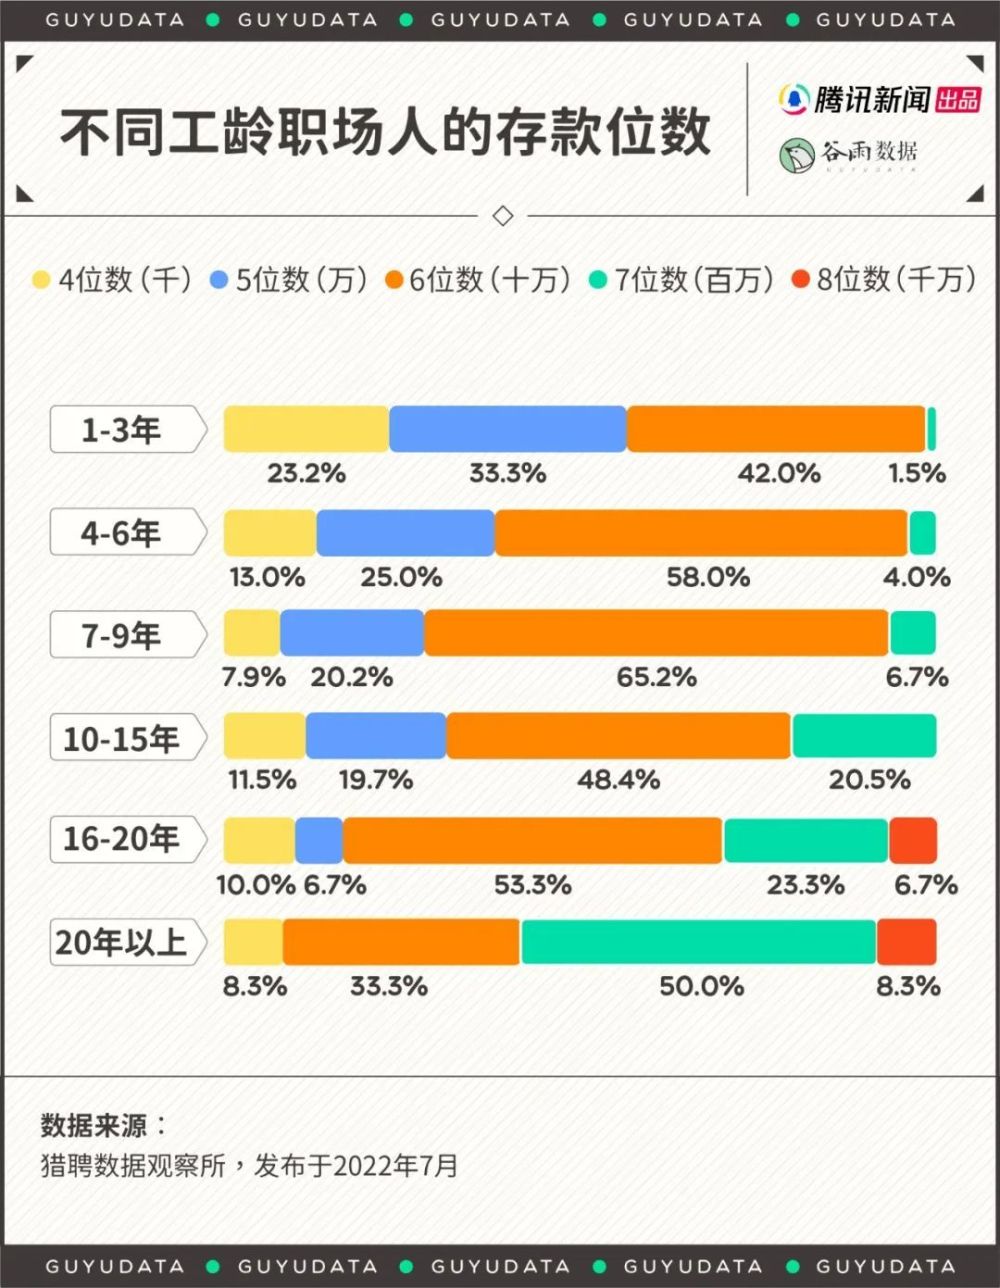 GUYUDATA ● GUYUDATA ● GUYUDATA ● GUYUDATA ● GUYUDATA
不同工龄职场人的存款位数
腾讯新闻 出品
谷雨数据
GUYUDATA
4位数（千） 5位数（万） 6位数（十万） 7位数（百万） 8位数（千万）
1-3年
23.2% 33.3% 42.0% 1.5%
4-6年
13.0% 25.0% 58.0% 4.0%
7-9年
7.9% 20.2% 65.2% 6.7%
10-15年
11.5% 19.7% 48.4% 20.5%
16-20年
10.0% 6.7% 53.3% 23.3% 6.7%
20年以上
8.3% 33.3% 50.0% 8.3%
数据来源：
猎聘数据观察所，发布于2022年7月
GUYUDATA ● GUYUDATA ● GUYUDATA ● GUYUDATA ● GUYUDATA